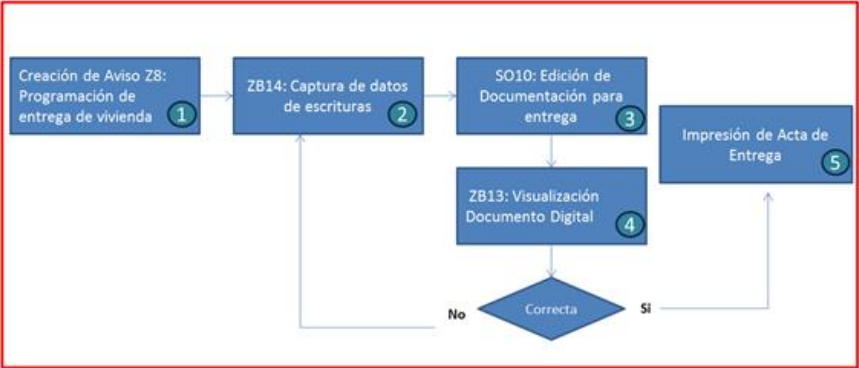 Creación de Aviso Z8:
Programación de
entrega de vivienda
1
ZB14: Captura de datos
de escrituras
2
SO10: Edición de
Documentación para
entrega
3
Impresión de Acta de
Entrega
5
ZB13: Visualización
Documento Digital
4
No
Correcta
Si